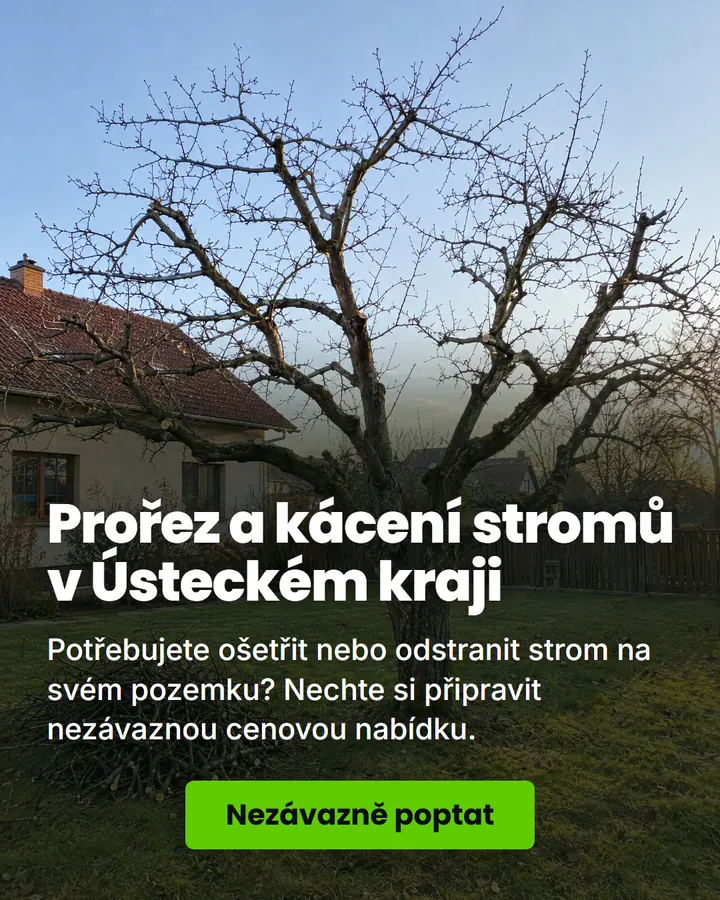 Prořez a kácení stromů
v Ústeckém kraji
Potřebujete ošetřit nebo odstranit strom na
svém pozemku? Nechte si připravit
nezávaznou cenovou nabídku.
Nezávazně poptat